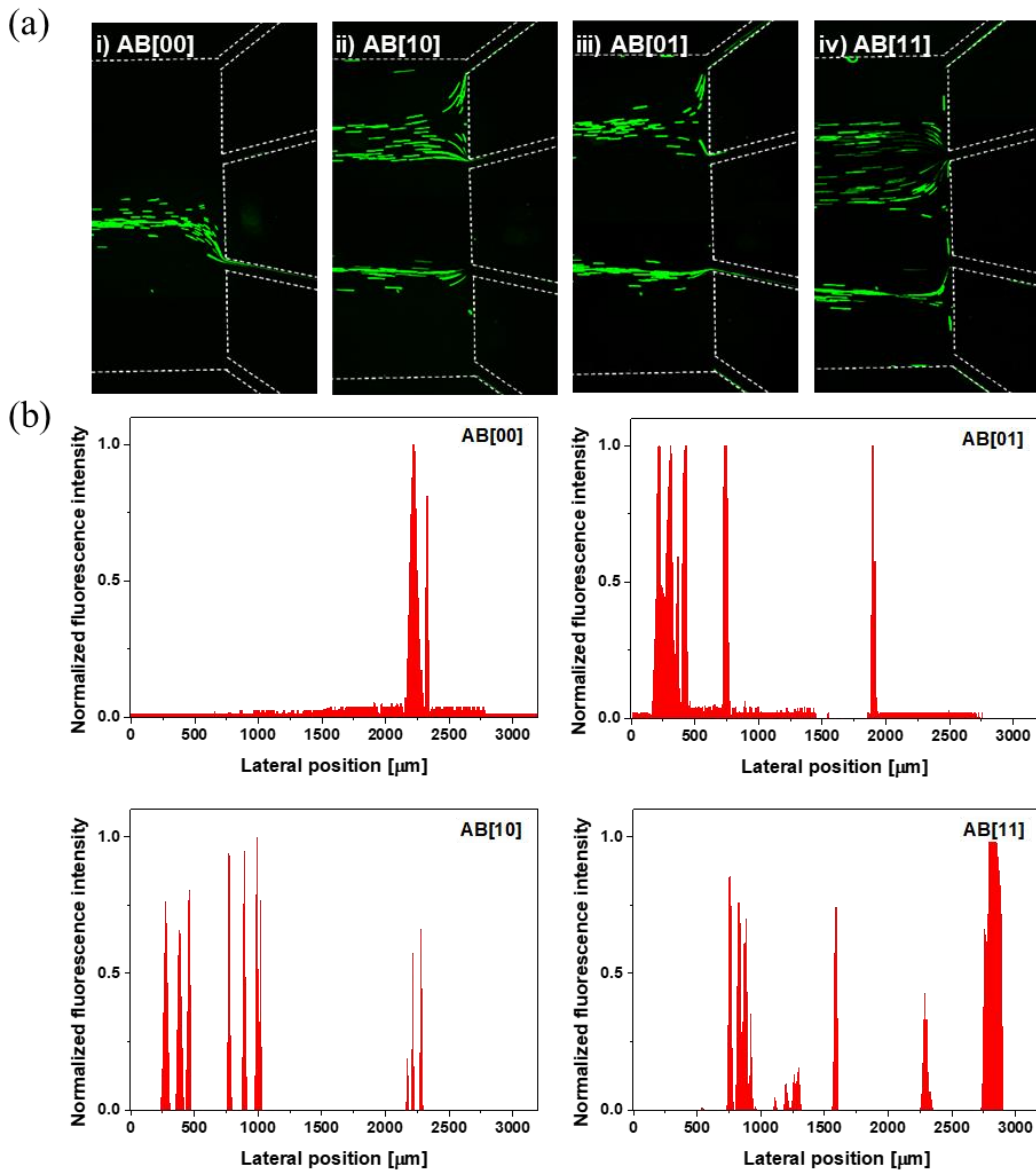 (a)
i) AB[00]
ii) AB[10]
iii) AB[01]
iv) AB[11]
(b)
AB[00]
Normalized fluorescence intensity
1.0
0.5
0.0
0 500 1000 1500 2000 2500 3000
Lateral position [μm]
AB[01]
Normalized fluorescence intensity
1.0
0.5
0.0
0 500 1000 1500 2000 2500 3000
Lateral position [μm]
AB[10]
Normalized fluorescence intensity
1.0
0.5
0.0
0 500 1000 1500 2000 2500 3000
Lateral position [μm]
AB[11]
Normalized fluorescence intensity
1.0
0.5
0.0
0 500 1000 1500 2000 2500 3000
Lateral position [μm]